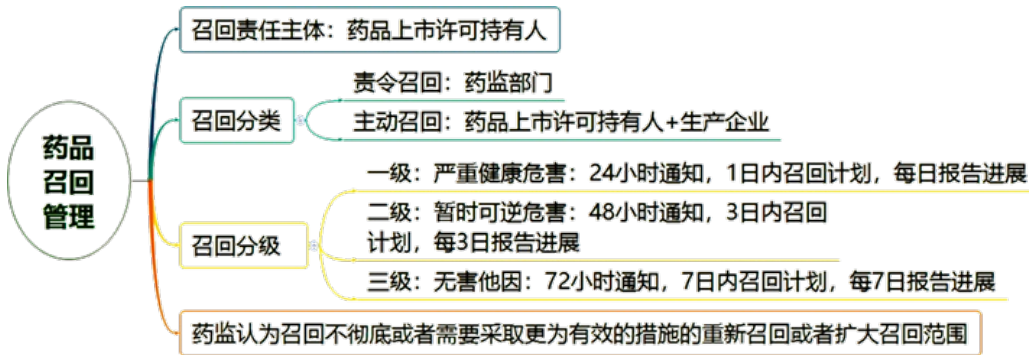 药品
召回
管理
召回责任主体：药品上市许可持有人
召回分类
责令召回：药监部门
主动召回：药品上市许可持有人+生产企业
召回分级
一级：严重健康危害：24小时通知，1日内召回计划，每日报告进展
二级：暂时可逆危害：48小时通知，3日内召回
计划，每3日报告进展
三级：无害他因：72小时通知，7日内召回计划，每7日报告进展
药监认为召回不彻底或者需要采取更为有效的措施的重新召回或者扩大召回范围